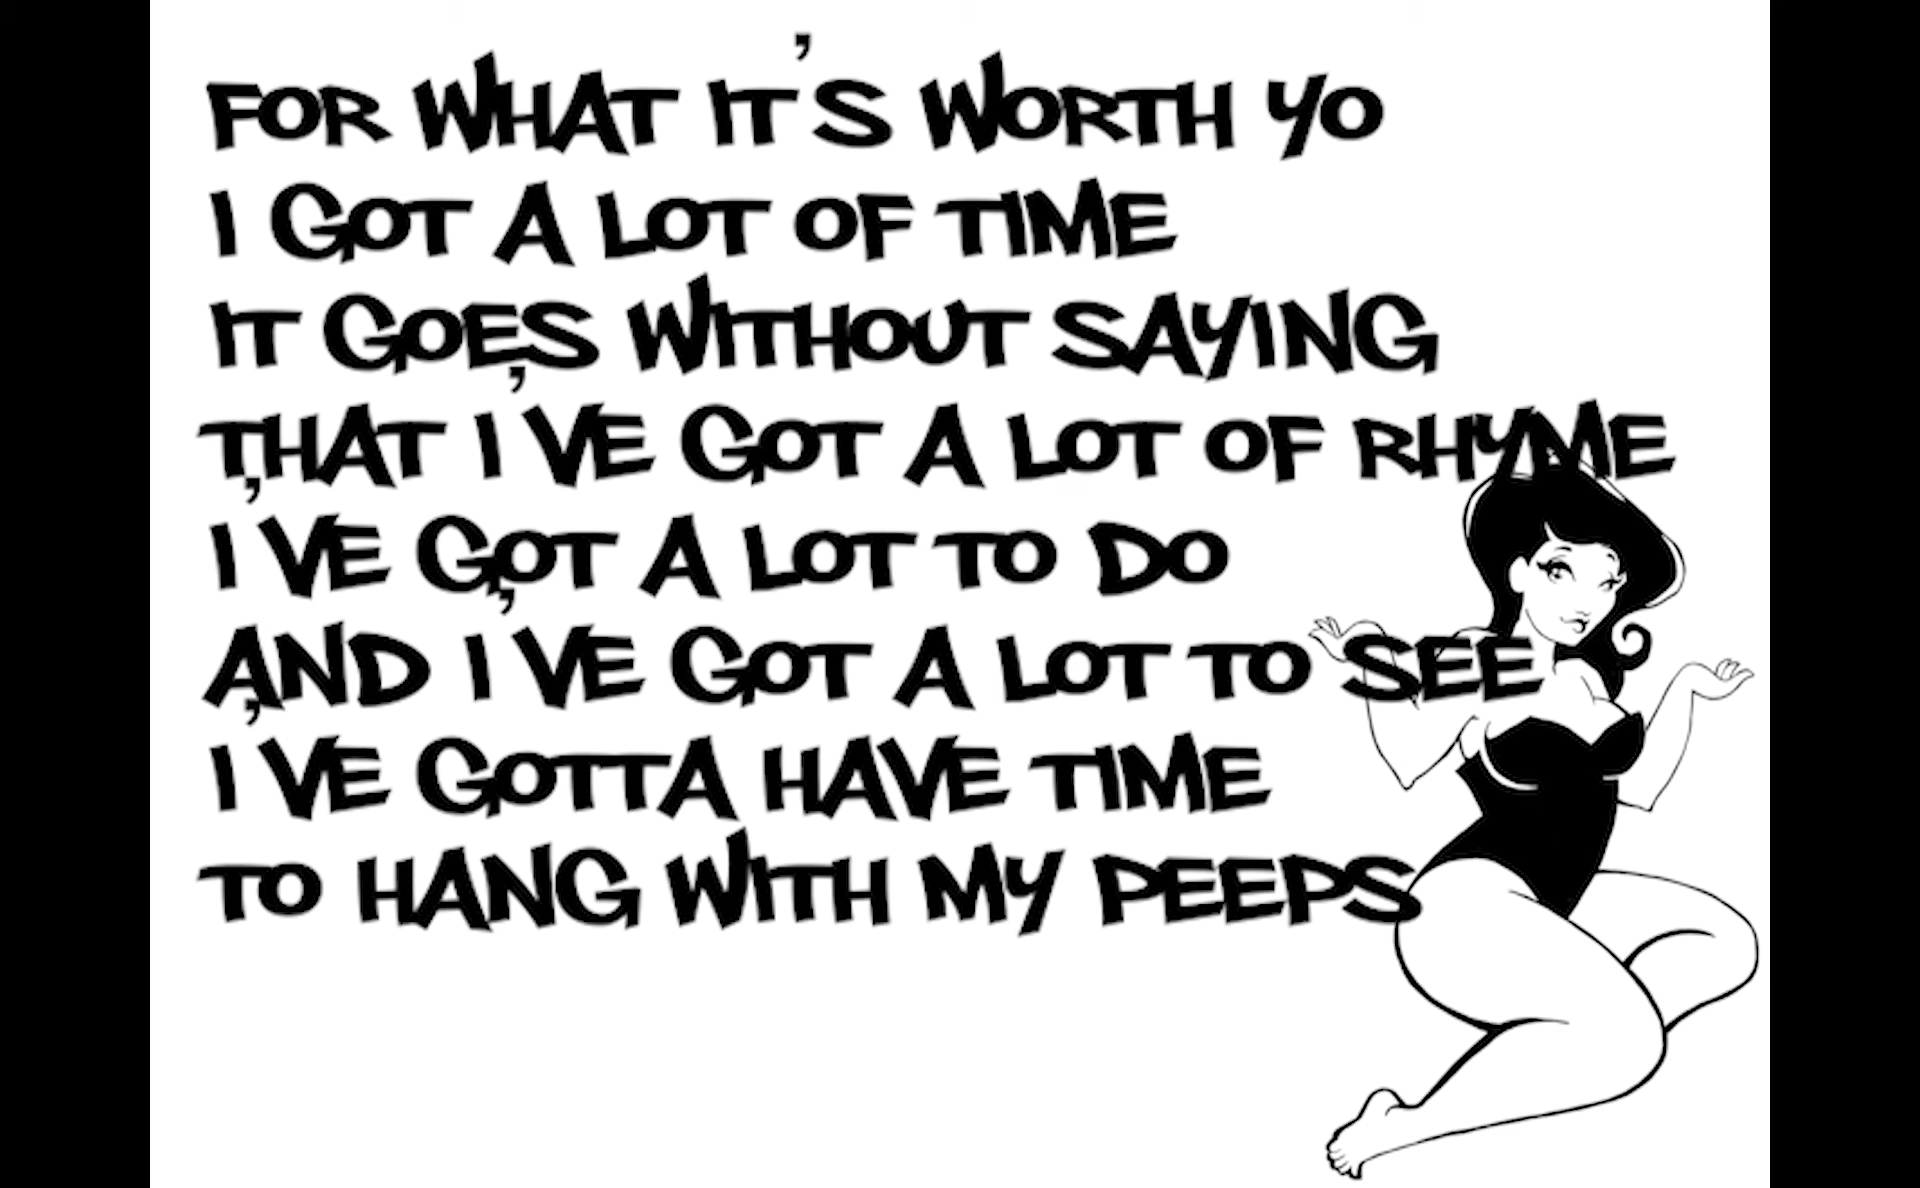 FOR WHAT IT'S WORTH YO
I GOT A LOT OF TIME
IT GOES WITHOUT SAYING
THAT I'VE GOT A LOT OF RHYME
I'VE GOT A LOT TO DO
AND I'VE GOT A LOT TO SEE
I'VE GOTTA HAVE TIME
TO HANG WITH MY PEEPS